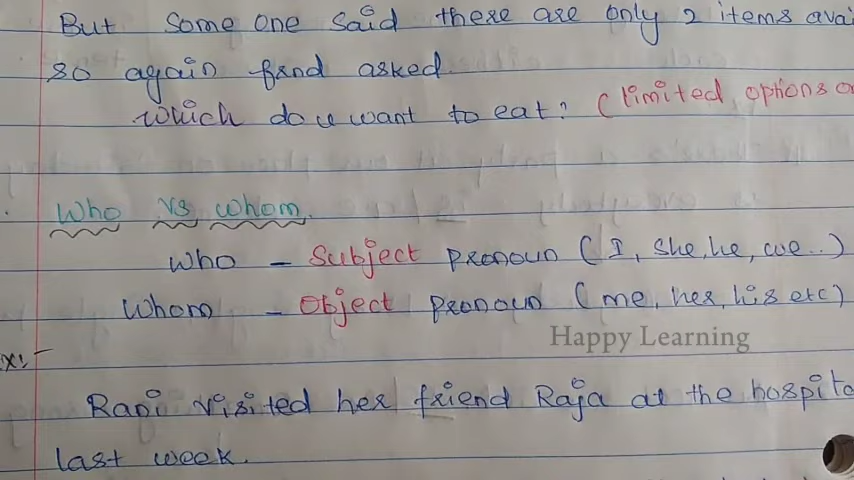 But Some one Said there are only 2 items avai
so again frnd asked.
which do u want to eat? (limited options o
Who vs whom.
Who - Subject pronoun (I, she, he, we..)
Whom - Object pronoun (me, her, his etc)
Happy Learning
Ex:-
Rani visited her friend Raja at the hospita
last week.